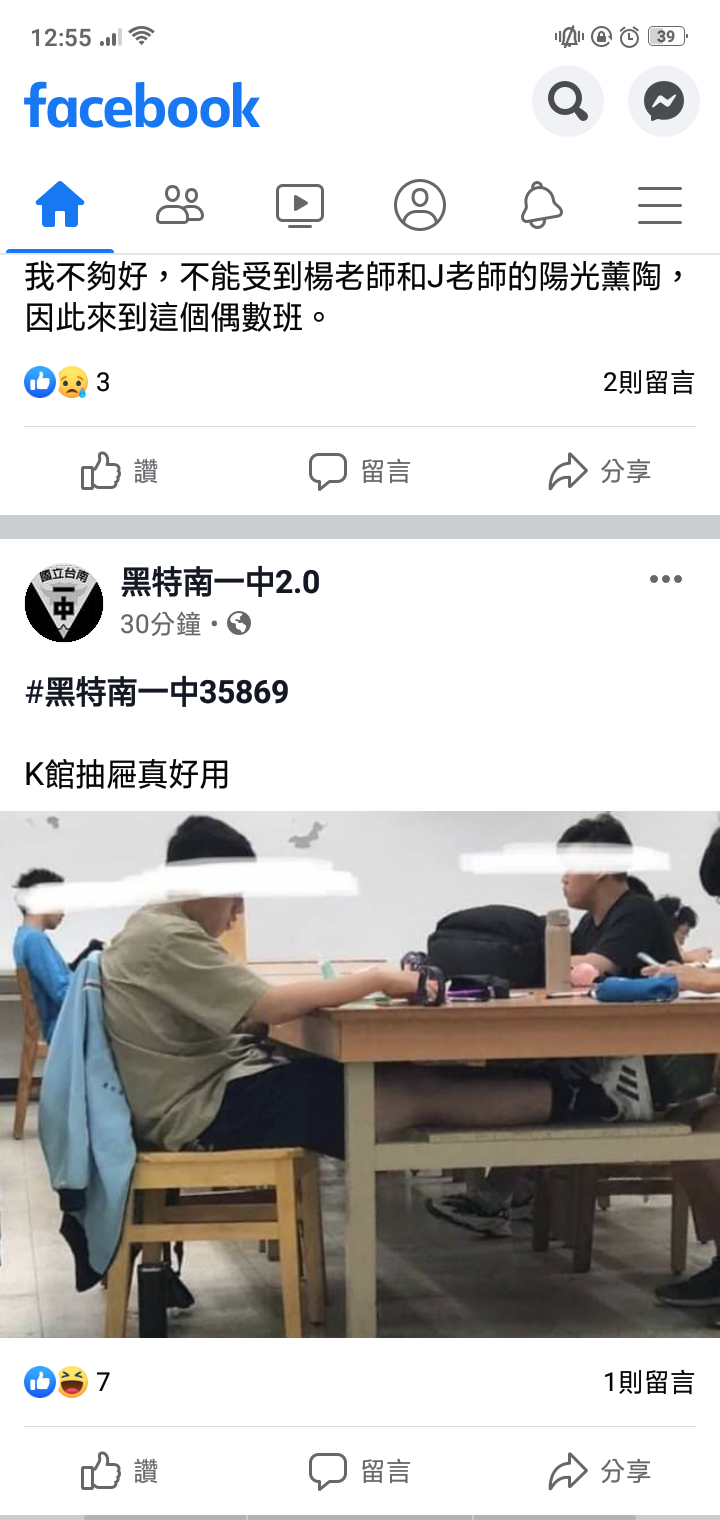 12:55
39
facebook
我不夠好，不能受到楊老師和J老師的陽光薰陶，
因此來到這個偶數班。
3
2則留言
讚
留言
分享
國立台南
一中
黑特南一中2.0
30分鐘
#黑特南一中35869
K館抽屜真好用
7
1則留言
讚
留言
分享